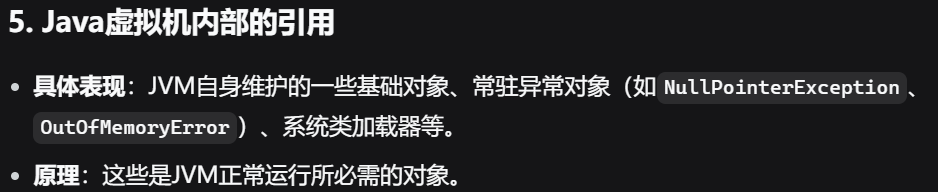 5. Java虚拟机内部的引用
具体表现：JVM自身维护的一些基础对象、常驻异常对象（如 NullPointerException、
OutOfMemoryError）、系统类加载器等。
原理：这些是JVM正常运行所必需的对象。